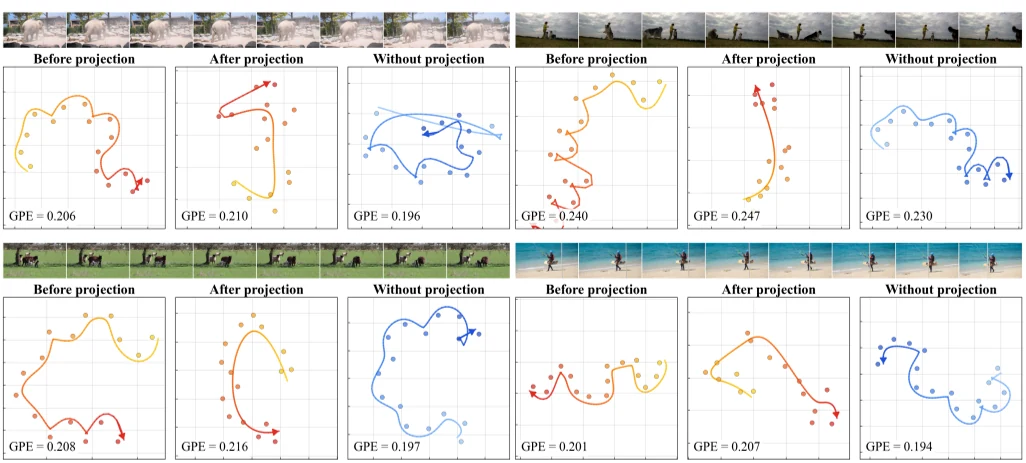 Before projection After projection Without projection Before projection After projection Without projection
GPE = 0.206 GPE = 0.210 GPE = 0.196 GPE = 0.240 GPE = 0.247 GPE = 0.230
Before projection After projection Without projection Before projection After projection Without projection
GPE = 0.208 GPE = 0.216 GPE = 0.197 GPE = 0.201 GPE = 0.207 GPE = 0.194